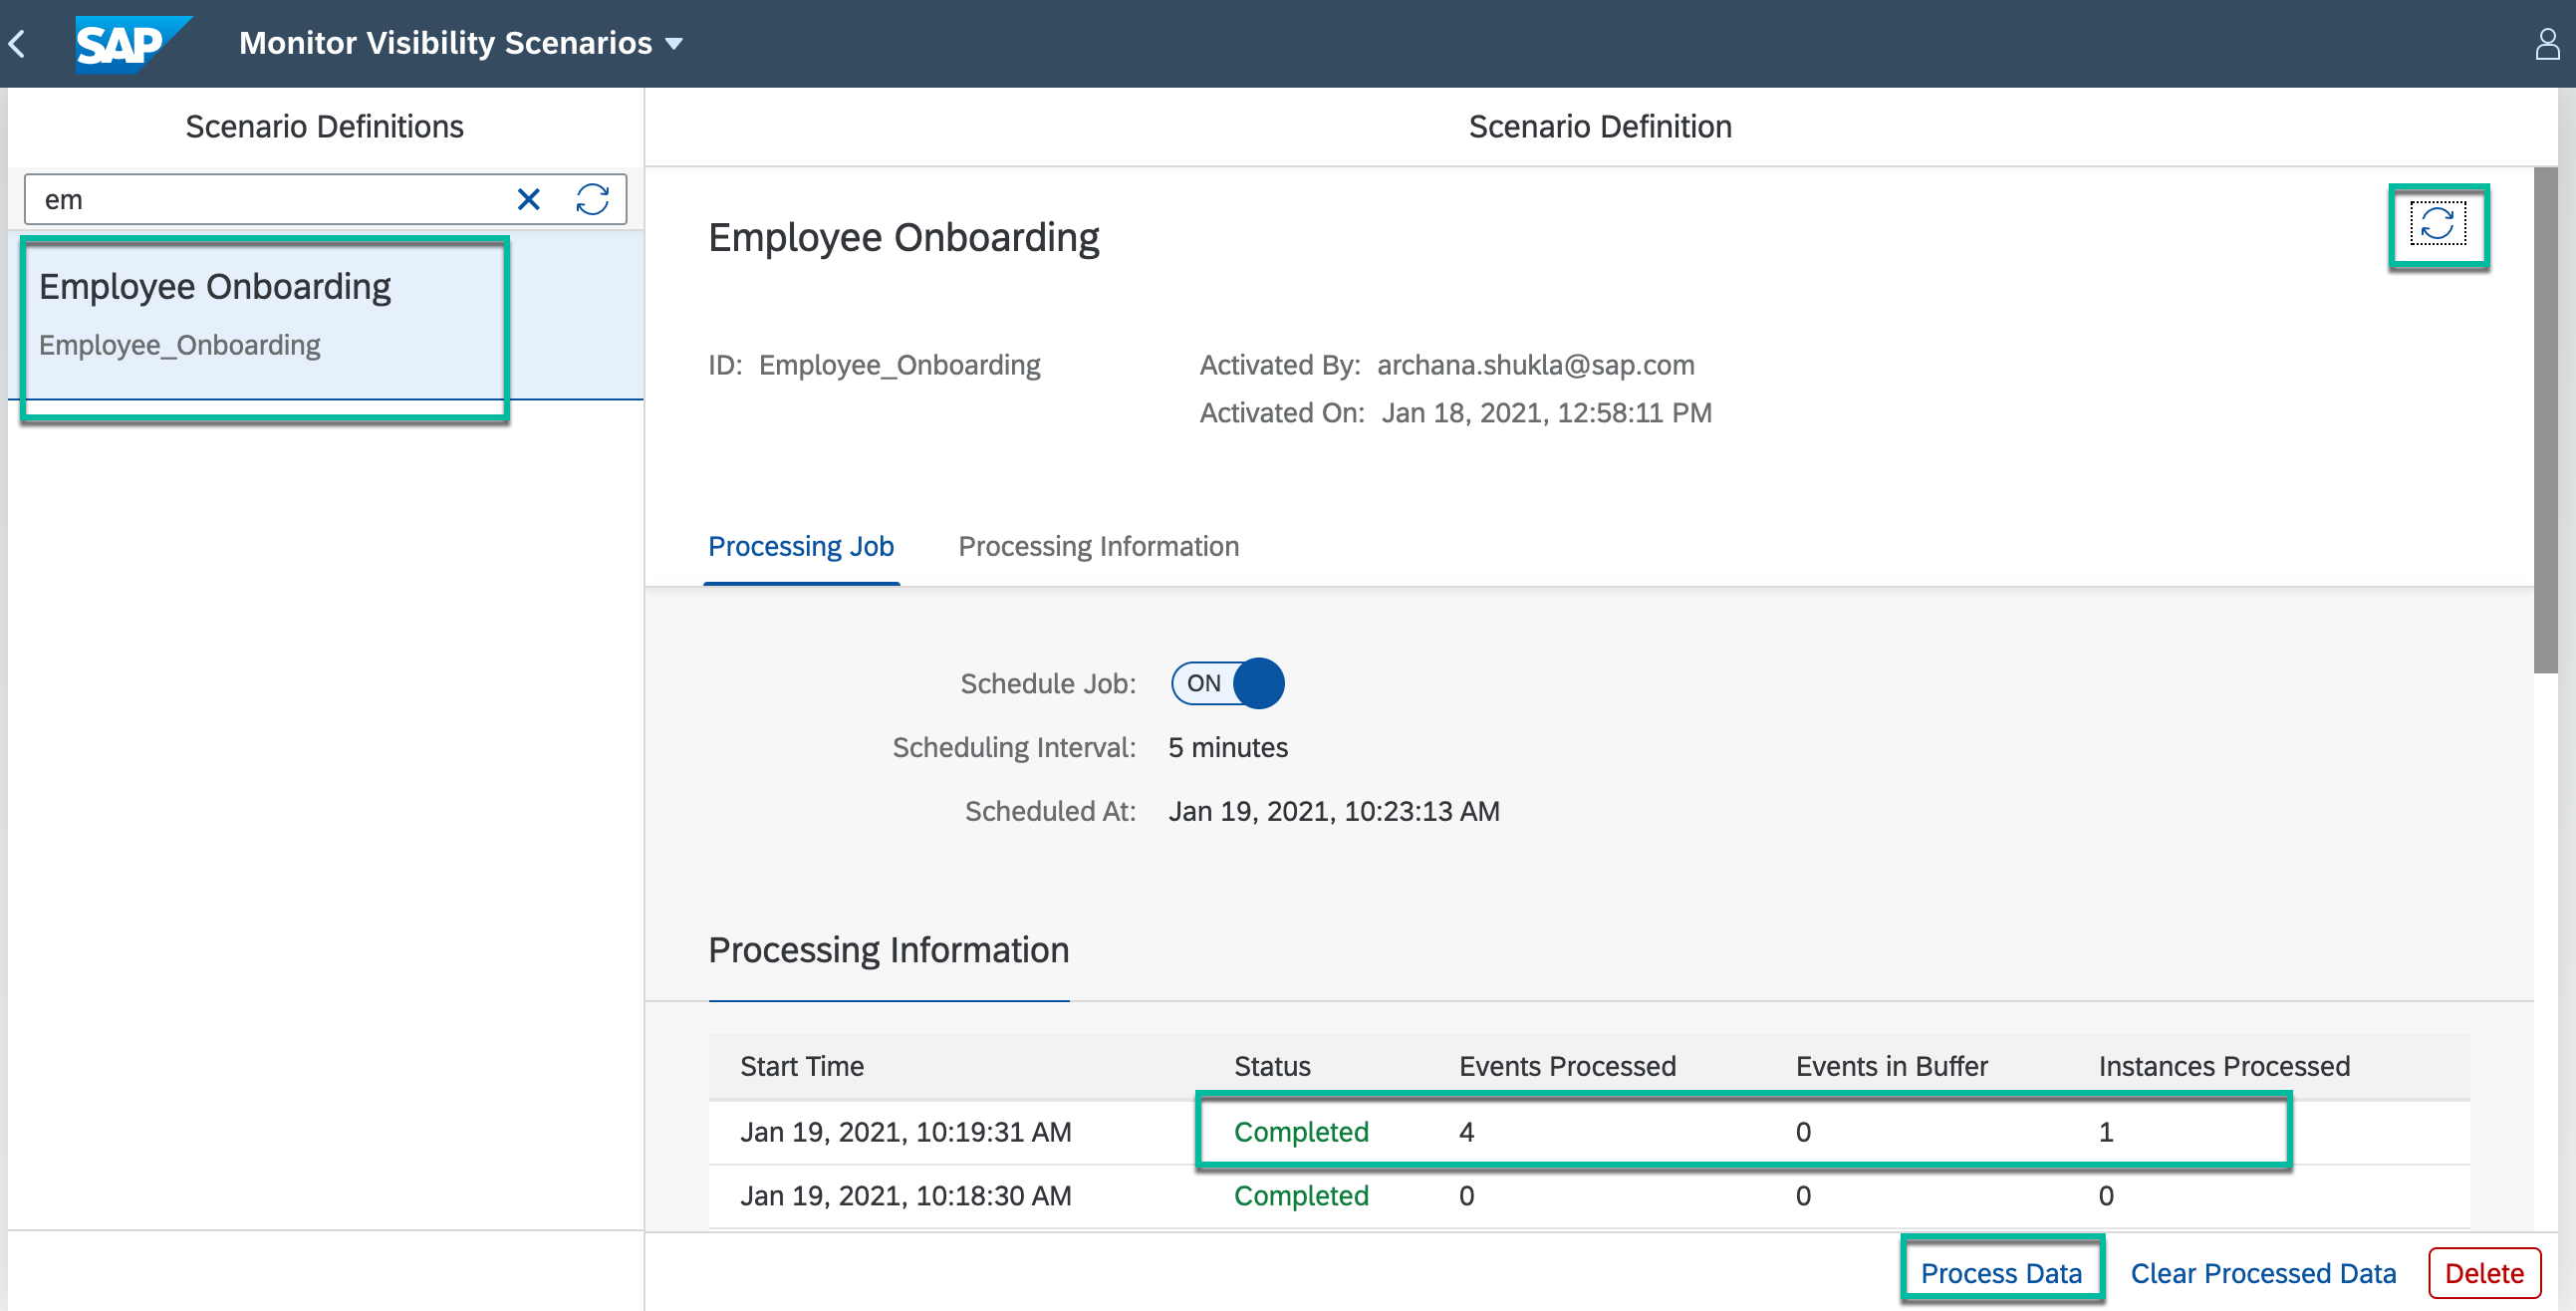 SAP Monitor Visibility Scenarios
Scenario Definitions
em
Employee Onboarding
Employee_Onboarding
Scenario Definition
Employee Onboarding
ID: Employee_Onboarding
Activated By: archana.shukla@sap.com
Activated On: Jan 18, 2021, 12:58:11 PM
Processing Job Processing Information
Schedule Job: ON
Scheduling Interval: 5 minutes
Scheduled At: Jan 19, 2021, 10:23:13 AM
Processing Information
Start Time Status Events Processed Events in Buffer Instances Processed
Jan 19, 2021, 10:19:31 AM Completed 4 0 1
Jan 19, 2021, 10:18:30 AM Completed 0 0 0
Process Data Clear Processed Data Delete